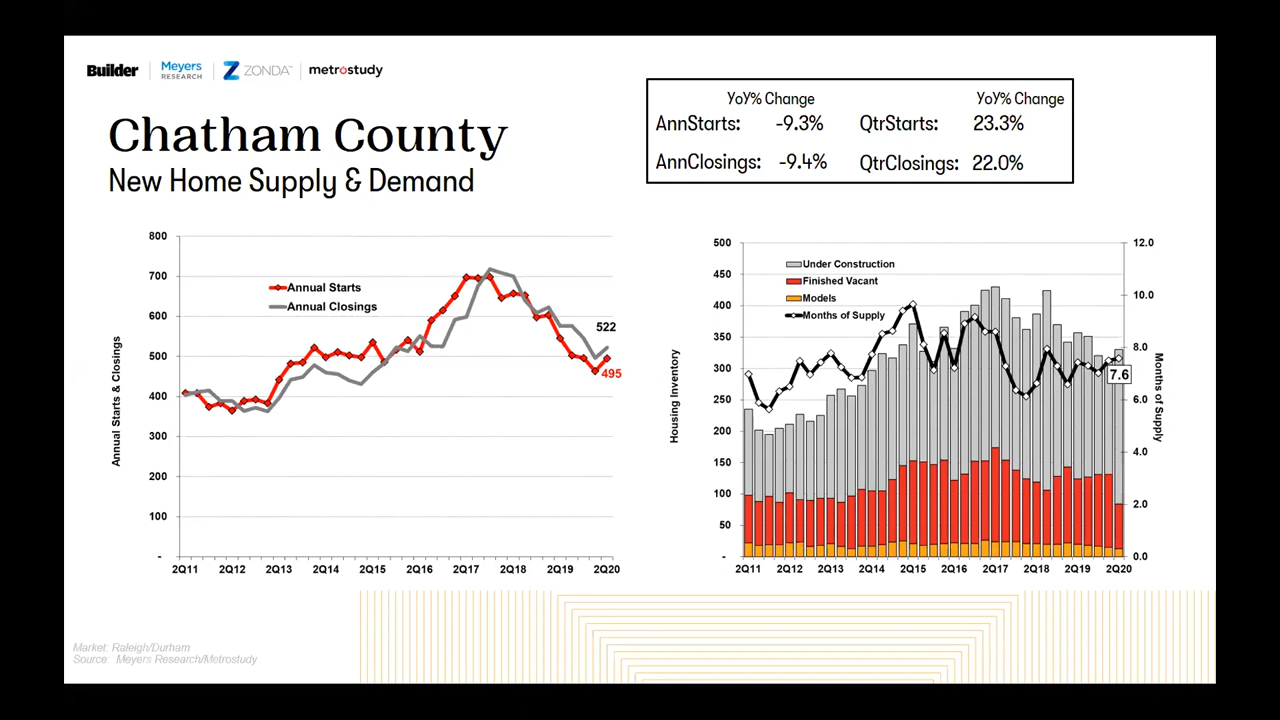 Builder
Meyers
RESEARCH
ZONDA™
metrostudy
Chatham County
New Home Supply & Demand
YoY% Change YoY% Change
AnnStarts: -9.3% QtrStarts: 23.3%
AnnClosings: -9.4% QtrClosings: 22.0%
Annual Starts & Closings
800
700
600
500
400
300
200
100
-
Annual Starts
Annual Closings
522
495
2Q11 2Q12 2Q13 2Q14 2Q15 2Q16 2Q17 2Q18 2Q19 2Q20
Housing Inventory
500
450
400
350
300
250
200
150
100
50
-
Under Construction
Finished Vacant
Models
Months of Supply
7.6
12.0
10.0
8.0
6.0
4.0
2.0
0.0
Months of Supply
2Q11 2Q12 2Q13 2Q14 2Q15 2Q16 2Q17 2Q18 2Q19 2Q20
Market: Raleigh/Durham
Source: Meyers Research/Metrostudy